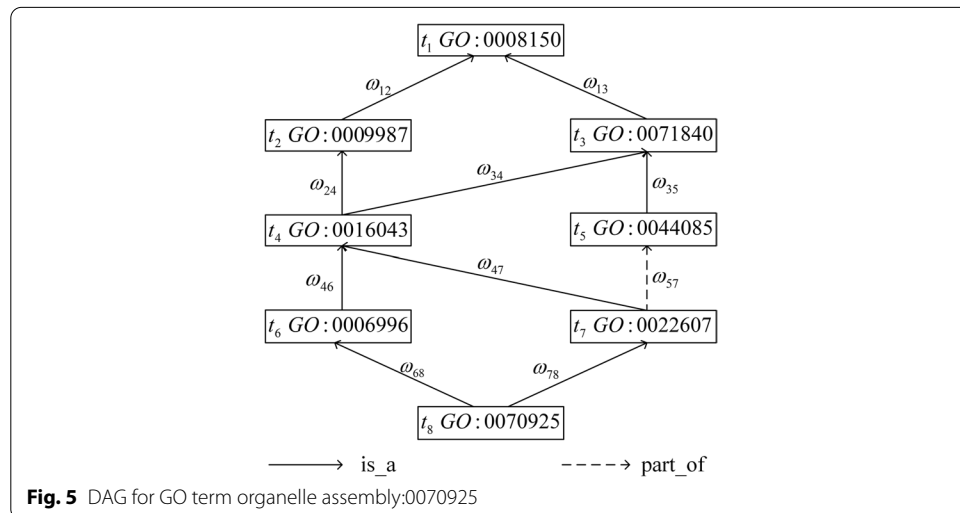 t₁ GO:0008150
ω₁₂ ω₁₃
t₂ GO:0009987 t₃ GO:0071840
ω₂₄ ω₃₄ ω₃₅
t₄ GO:0016043 t₅ GO:0044085
ω₄₆ ω₄₇ ω₅₇
t₆ GO:0006996 t₇ GO:0022607
ω₆₈ ω₇₈
t₈ GO:0070925
is_a part_of
Fig. 5 DAG for GO term organelle assembly:0070925